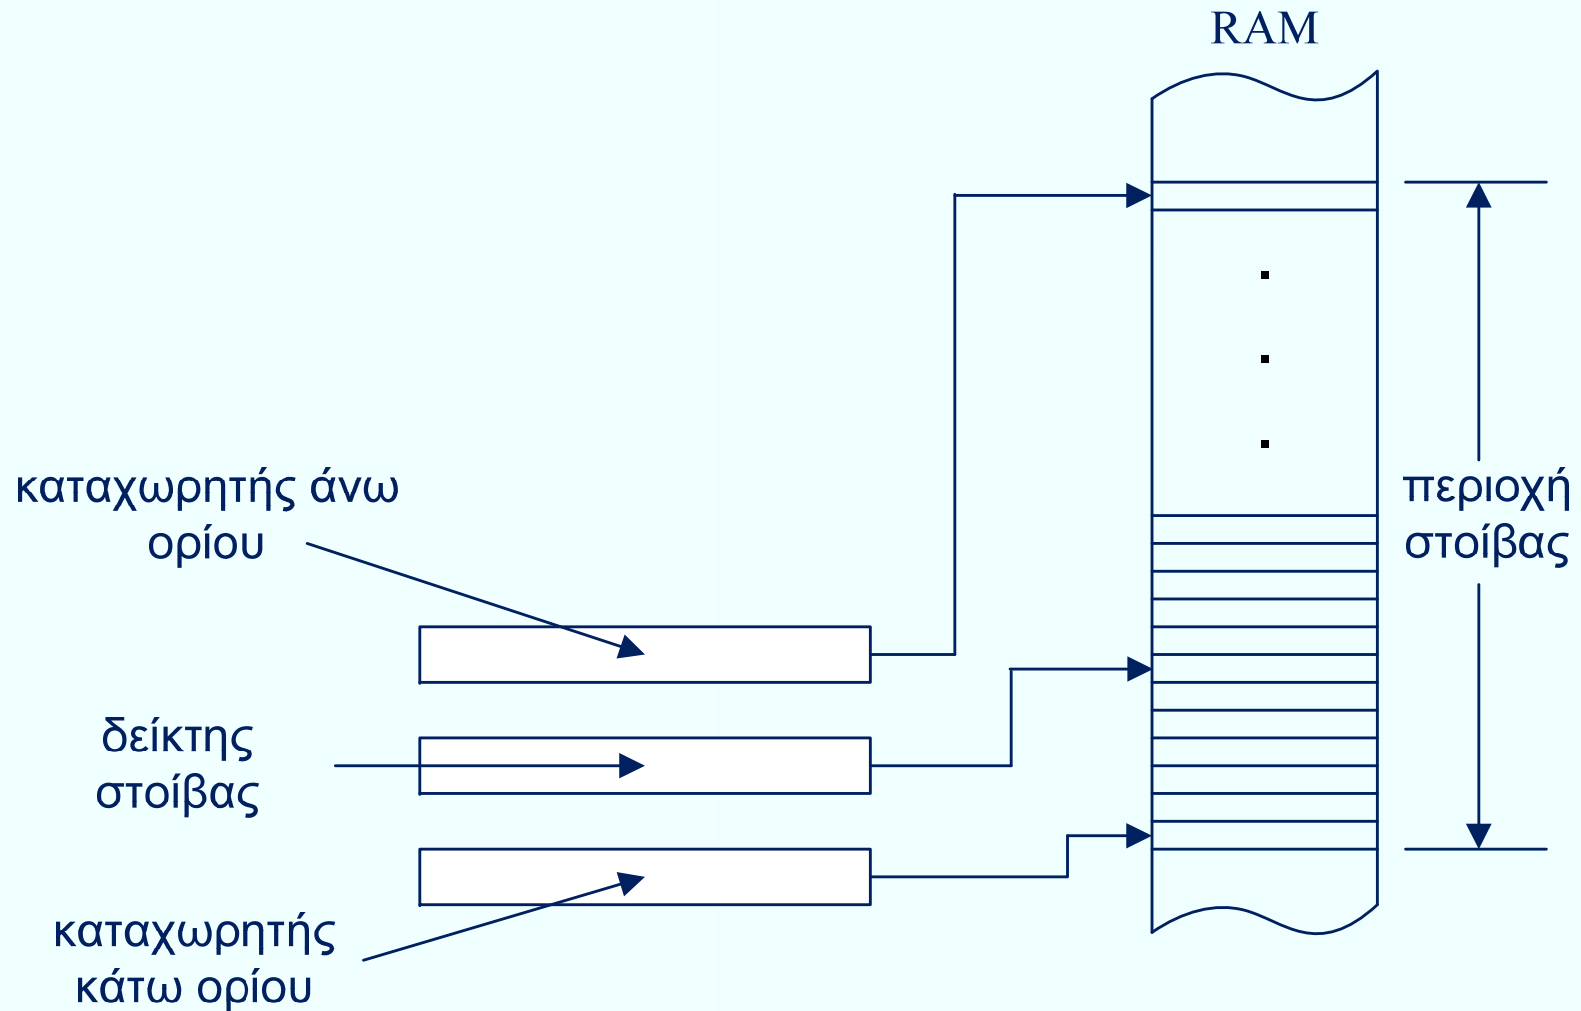 RAM
καταχωρητής άνω
ορίου
περιοχή
στοίβας
δείκτης
στοίβας
καταχωρητής
κάτω ορίου